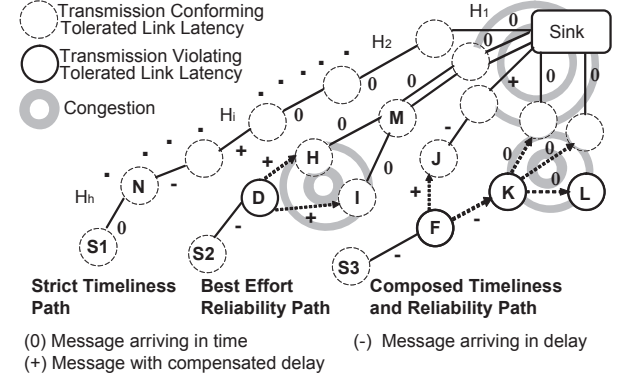 Transmission Conforming
Tolerated Link Latency
H1
0
Sink
Transmission Violating
Tolerated Link Latency
H2
0
0
0
0
+
Congestion
Hi
0
0
M
-
0
+
+
H
0
J
0
0
N
-
D
I
+
K
0
L
Hh
+
-
0
-
F
S1
S2
S3
-
Strict Timeliness
Path
Best Effort
Reliability Path
Composed Timeliness
and Reliability Path
(0) Message arriving in time
(-) Message arriving in delay
(+) Message with compensated delay